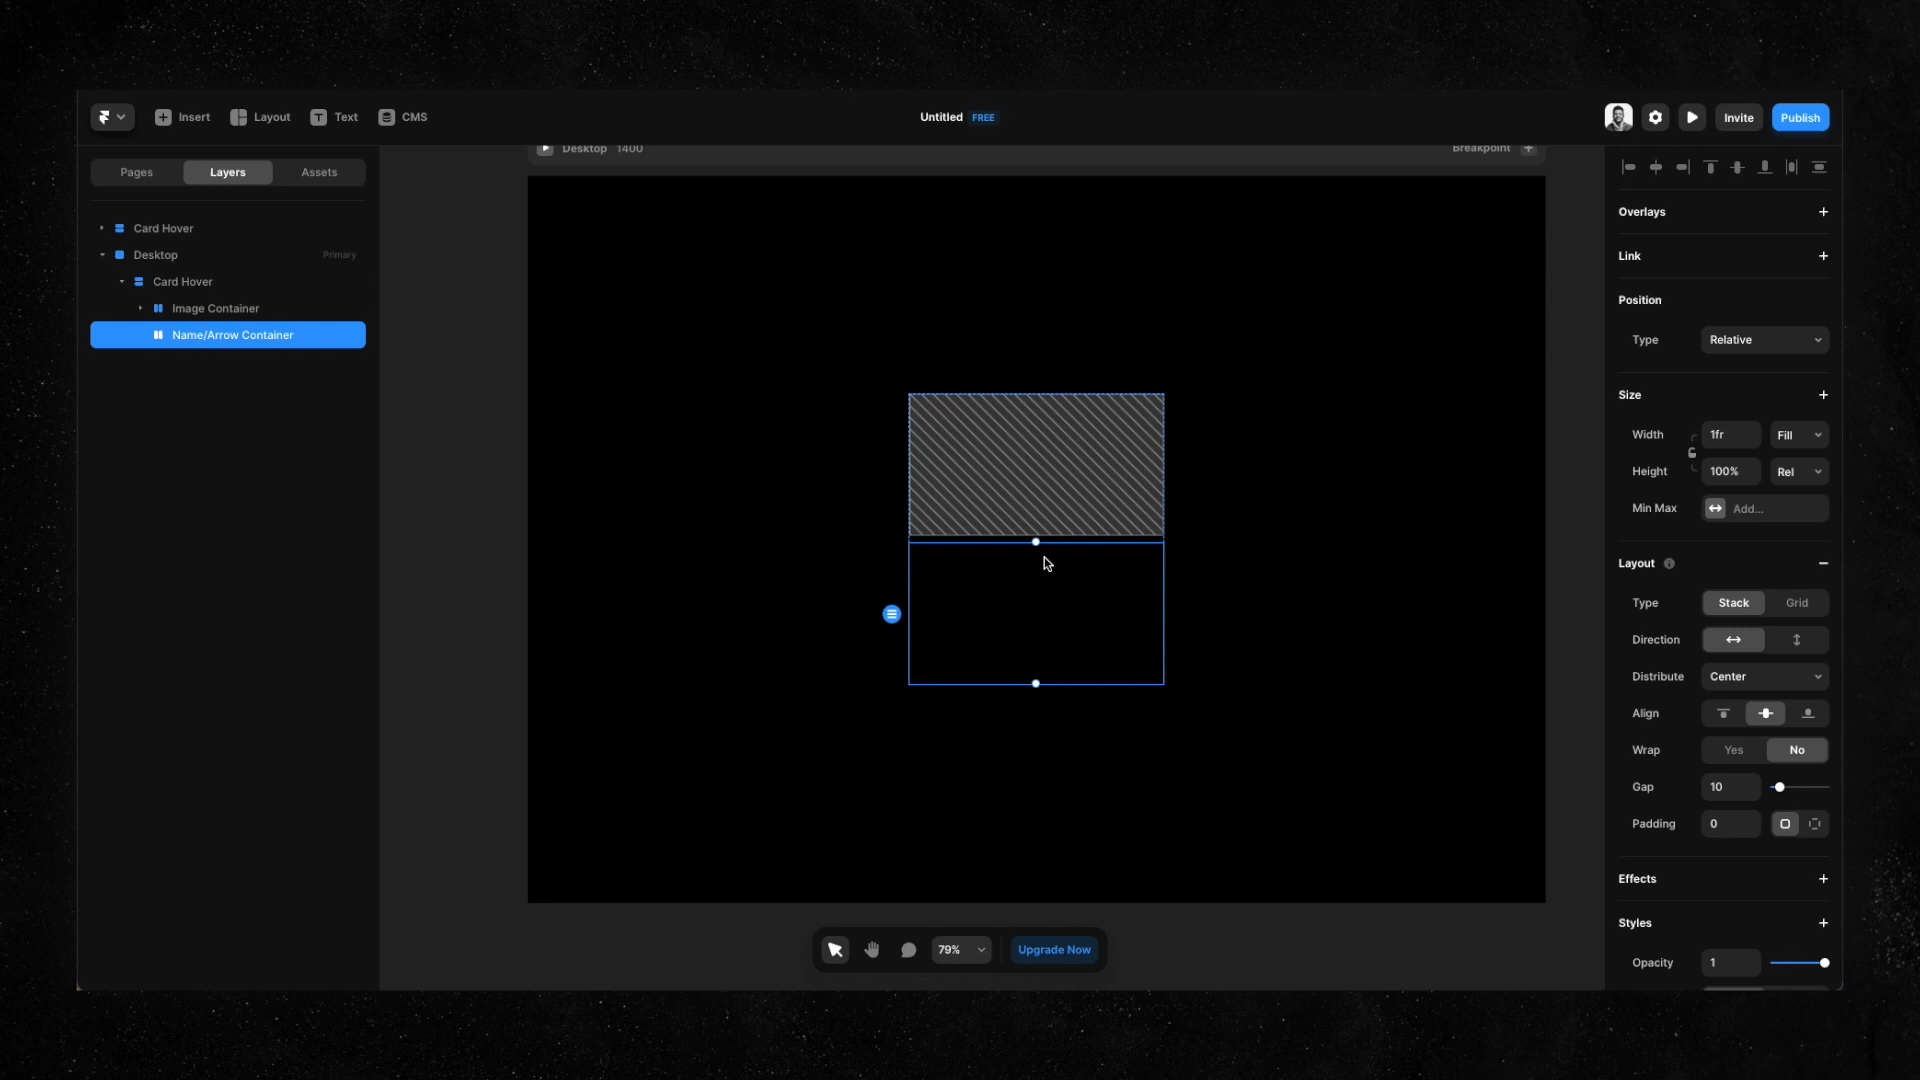 Insert Layout Text CMS
Untitled FREE
Invite Publish
Pages Layers Assets
Card Hover
Desktop Primary
Card Hover
Image Container
Name/Arrow Container
Desktop 1400
Breakpoint
79% Upgrade Now
Overlays
Link
Position
Type Relative
Size
Width 1fr Fill
Height 100% Rel
Min Max Add...
Layout
Type Stack Grid
Direction
Distribute Center
Align
Wrap Yes No
Gap 10
Padding 0
Effects
Styles
Opacity 1